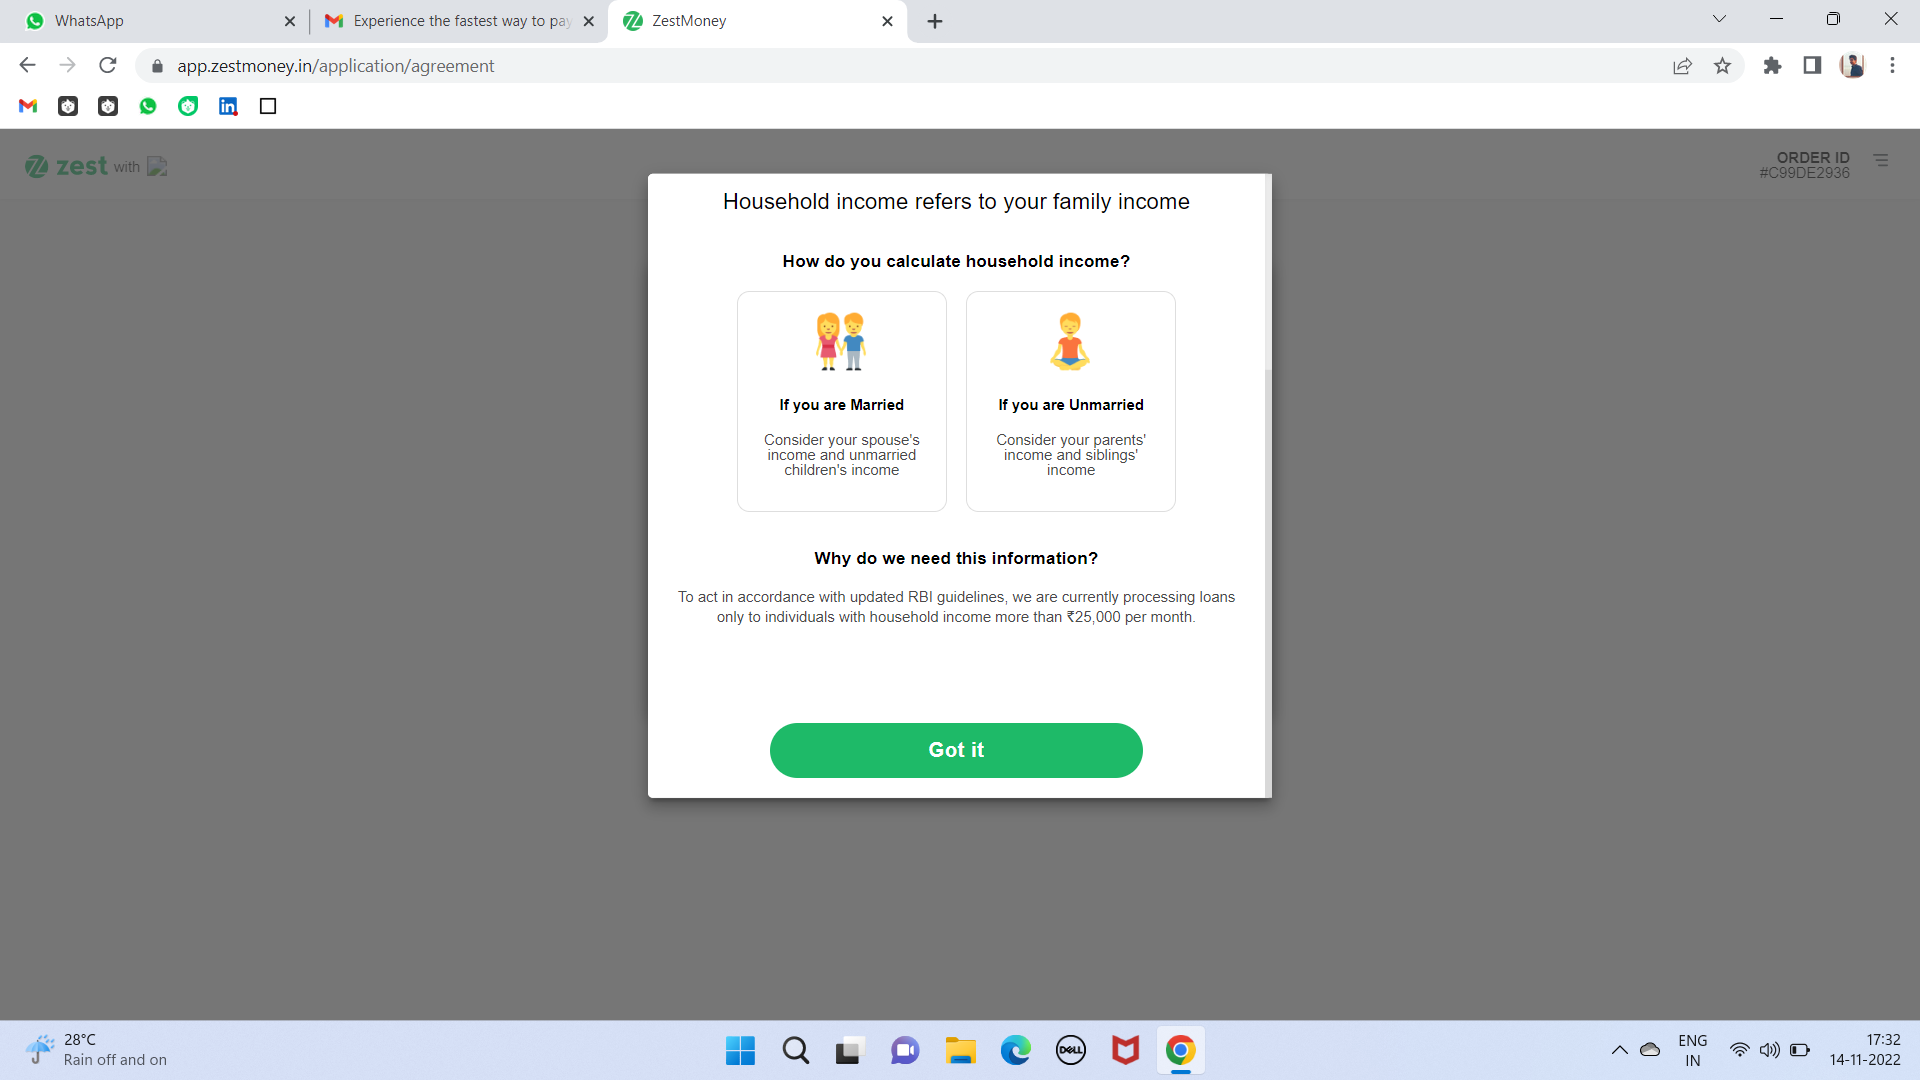 WhatsApp
Experience the fastest way to pay
ZestMoney
app.zestmoney.in/application/agreement
zest with
ORDER ID
#C99DE2936
Household income refers to your family income
How do you calculate household income?
If you are Married
Consider your spouse's
income and unmarried
children's income
If you are Unmarried
Consider your parents'
income and siblings'
income
Why do we need this information?
To act in accordance with updated RBI guidelines, we are currently processing loans
only to individuals with household income more than ₹25,000 per month.
Got it
28°C
Rain off and on
DELL
ENG
IN
17:32
14-11-2022